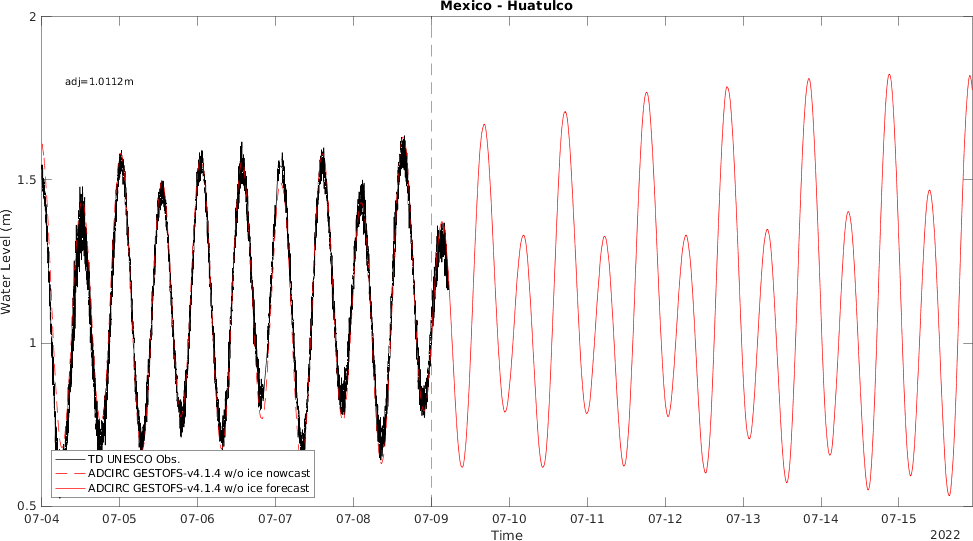 Mexico - Huatulco
2
adj=1.0112m
1.5
Water Level (m)
1
TD UNESCO Obs.
ADCIRC GESTOFS-v4.1.4 w/o ice nowcast
ADCIRC GESTOFS-v4.1.4 w/o ice forecast
0.5
07-04 07-05 07-06 07-07 07-08 07-09 07-10 07-11 07-12 07-13 07-14 07-15
Time
2022